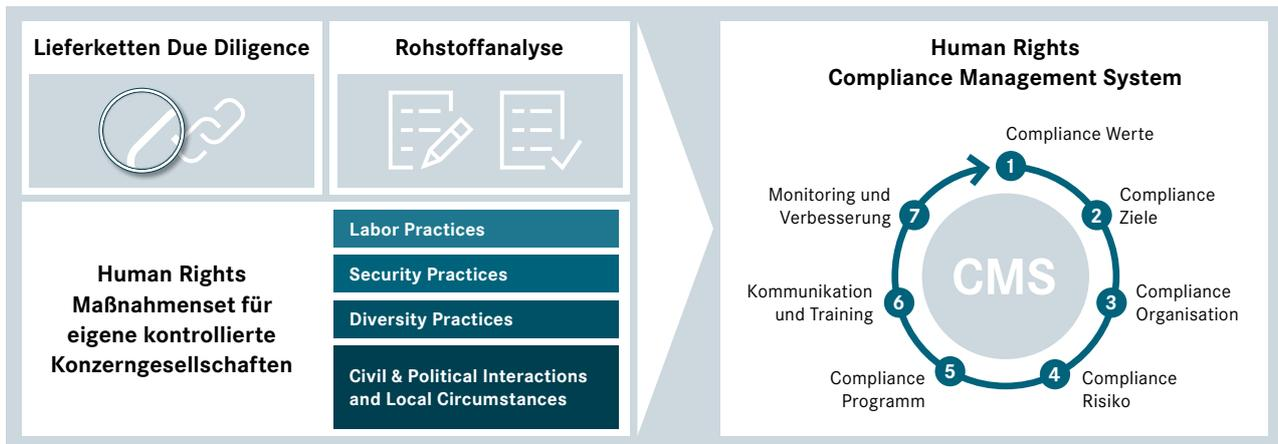 Lieferketten Due Diligence
Rohstoffanalyse
Human Rights
Maßnahmenset für
eigene kontrollierte
Konzerngesellschaften
Labor Practices
Security Practices
Diversity Practices
Civil & Political Interactions
and Local Circumstances
Human Rights
Compliance Management System
CMS
1
Compliance Werte
2
Compliance
Ziele
3
Compliance
Organisation
4
Compliance
Risiko
5
Compliance
Programm
6
Kommunikation
und Training
7
Monitoring und
Verbesserung